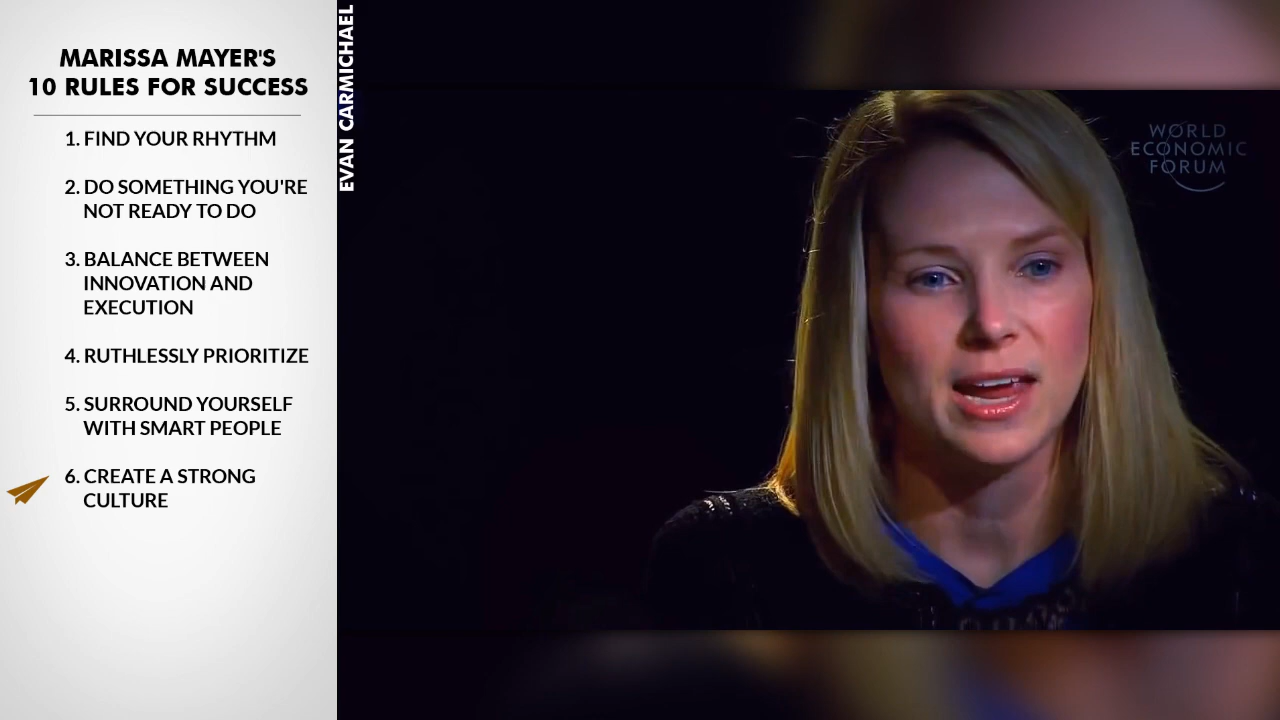 MARISSA MAYER'S
10 RULES FOR SUCCESS
1. FIND YOUR RHYTHM
2. DO SOMETHING YOU'RE
NOT READY TO DO
3. BALANCE BETWEEN
INNOVATION AND
EXECUTION
4. RUTHLESSLY PRIORITIZE
5. SURROUND YOURSELF
WITH SMART PEOPLE
6. CREATE A STRONG
CULTURE
EVAN CARMICHAEL
WORLD
ECONOMIC
FORUM